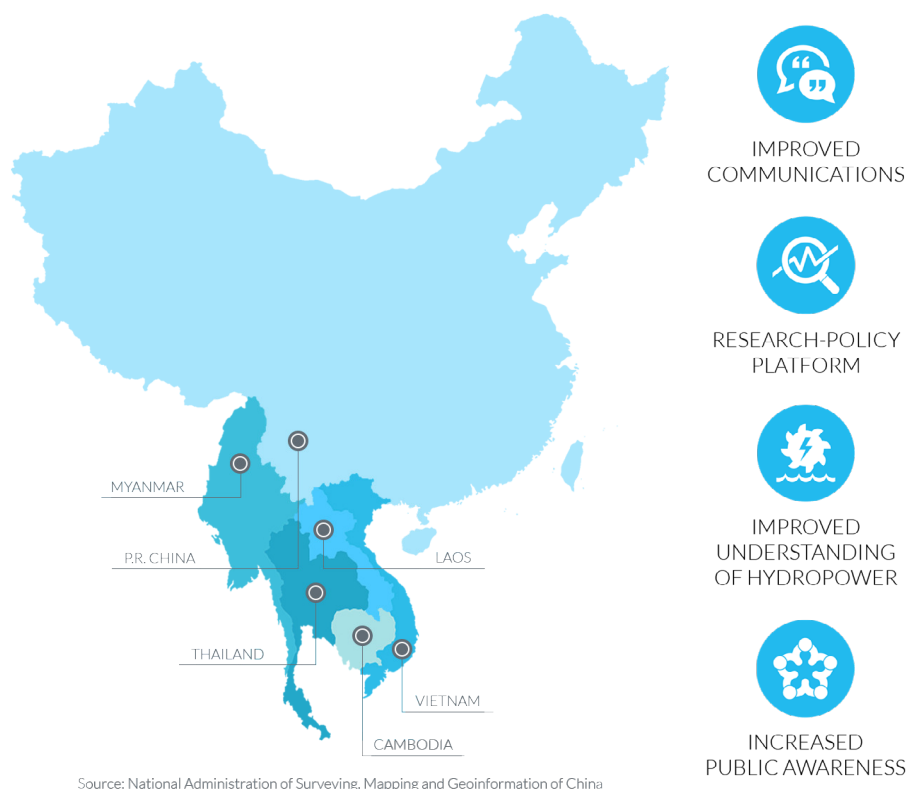 IMPROVED
COMMUNICATIONS
RESEARCH-POLICY
PLATFORM
IMPROVED
UNDERSTANDING
OF HYDROPOWER
INCREASED
PUBLIC AWARENESS
MYANMAR
P.R. CHINA
LAOS
THAILAND
VIETNAM
CAMBODIA
Source: National Administration of Surveying, Mapping and Geoinformation of China